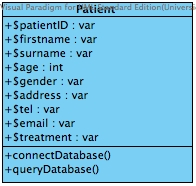 Visual Paradigm for UML Standard Edition(Univers
Patient
+$patientID : var
+$firstname : var
+$surname : var
+$age : int
+$gender : var
+$address : var
+$tel : var
+$email : var
+$treatment : var
+connectDatabase()
+queryDatabase()